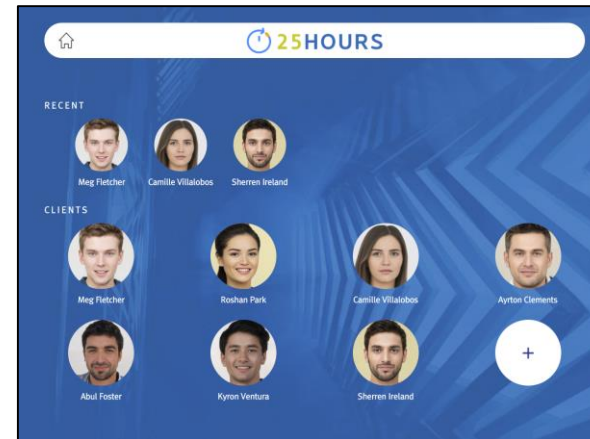 25HOURS
RECENT
Meg Fletcher Camille Villalobos Sherren Ireland
CLIENTS
Meg Fletcher Roshan Park Camille Villalobos Ayrton Clements
Abul Foster Kyron Ventura Sherren Ireland
+